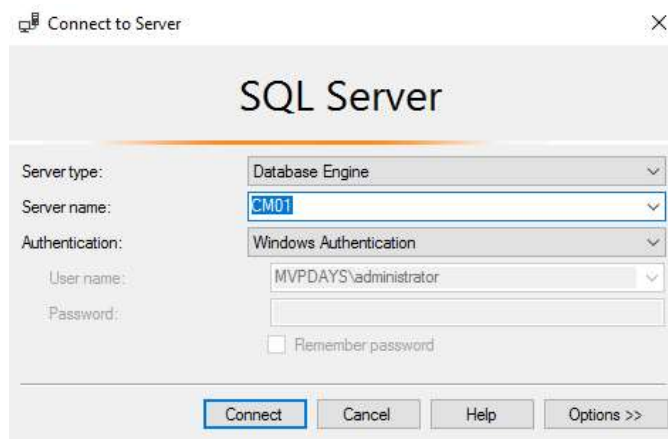 Connect to Server
SQL Server
Server type: Database Engine
Server name: CM01
Authentication: Windows Authentication
User name: MVPDAYS\administrator
Password:
Remember password
Connect Cancel Help Options >>